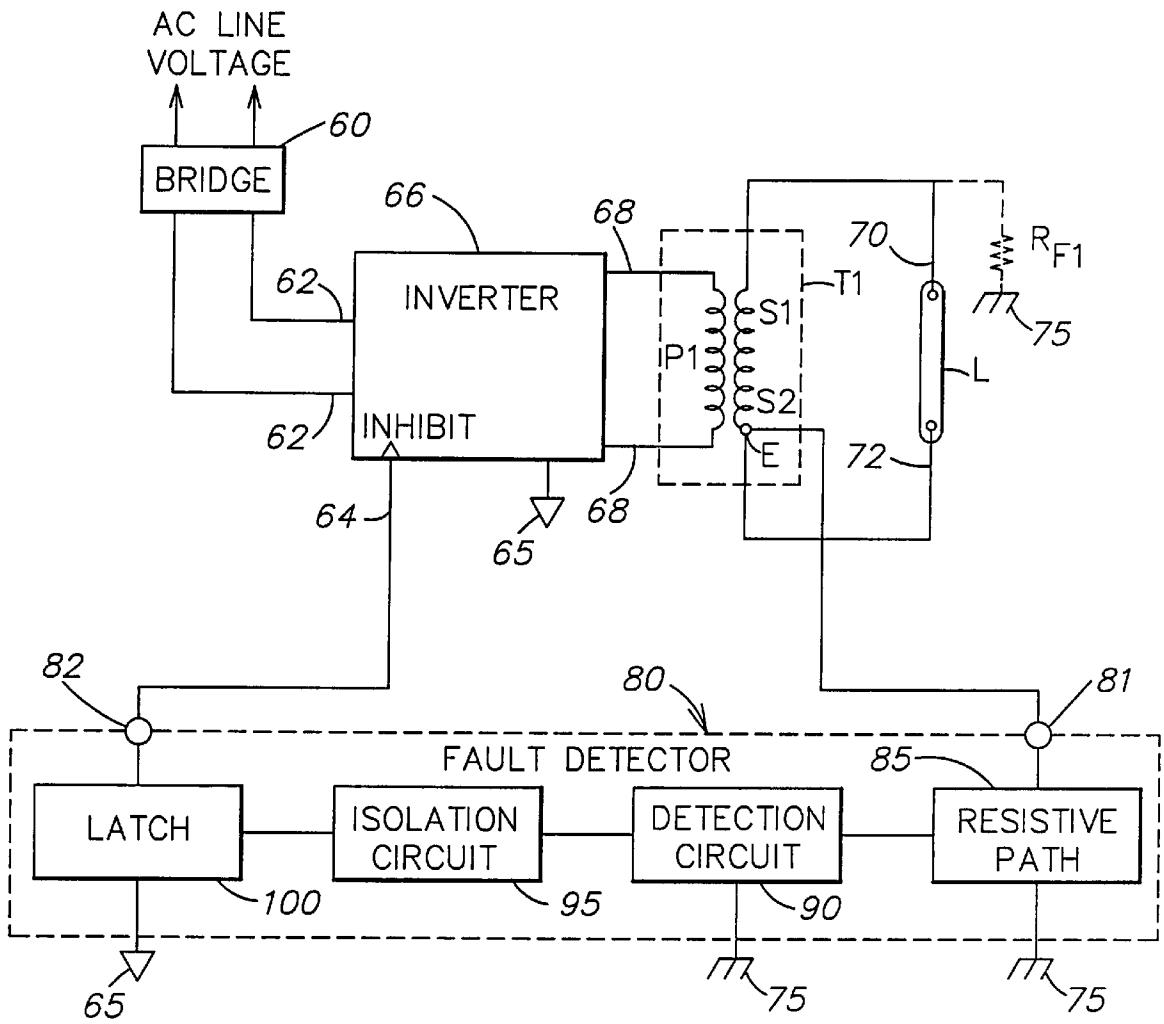 AC LINE
VOLTAGE
60
BRIDGE
66
68
70
R_F1
62
INVERTER
T1
S1
75
P1
L
S2
62
INHIBIT
E
72
64
65
68
82
80
81
FAULT DETECTOR
85
LATCH
ISOLATION
CIRCUIT
DETECTION
CIRCUIT
RESISTIVE
PATH
100
95
90
65
75
75